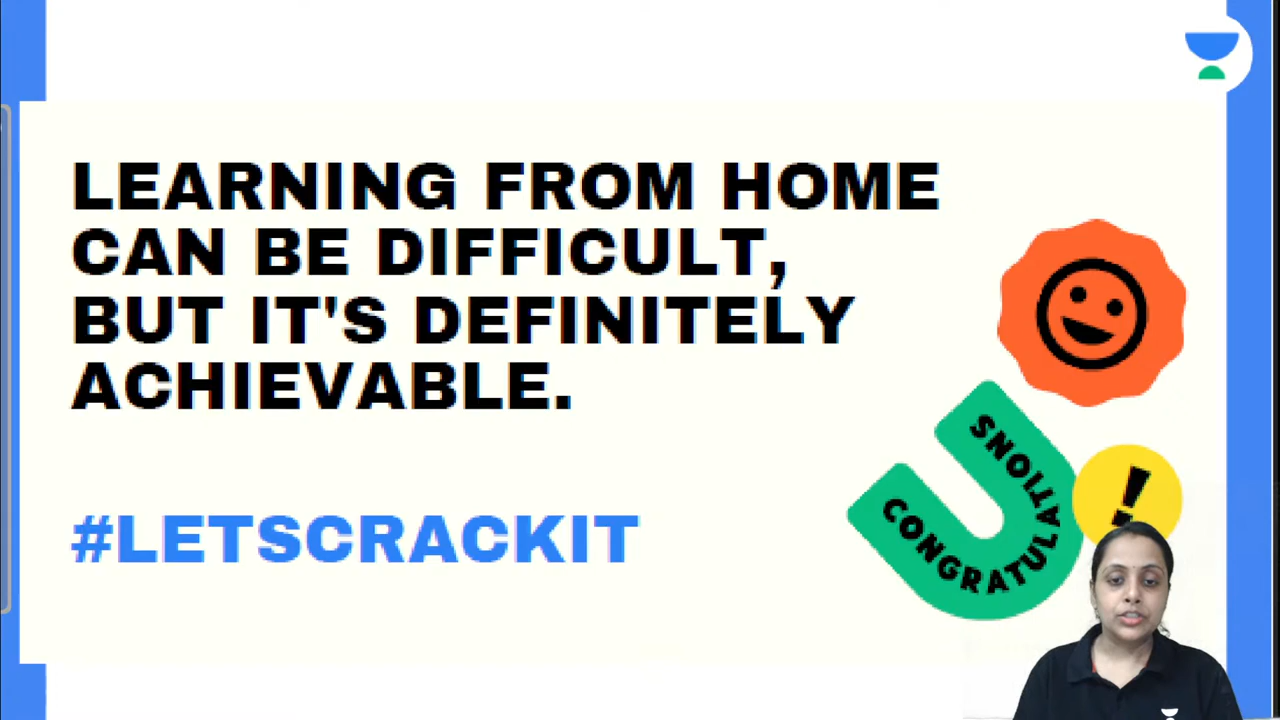 LEARNING FROM HOME
CAN BE DIFFICULT,
BUT IT'S DEFINITELY
ACHIEVABLE.
#LETSCRACKIT
CONGRATULATIONS
!